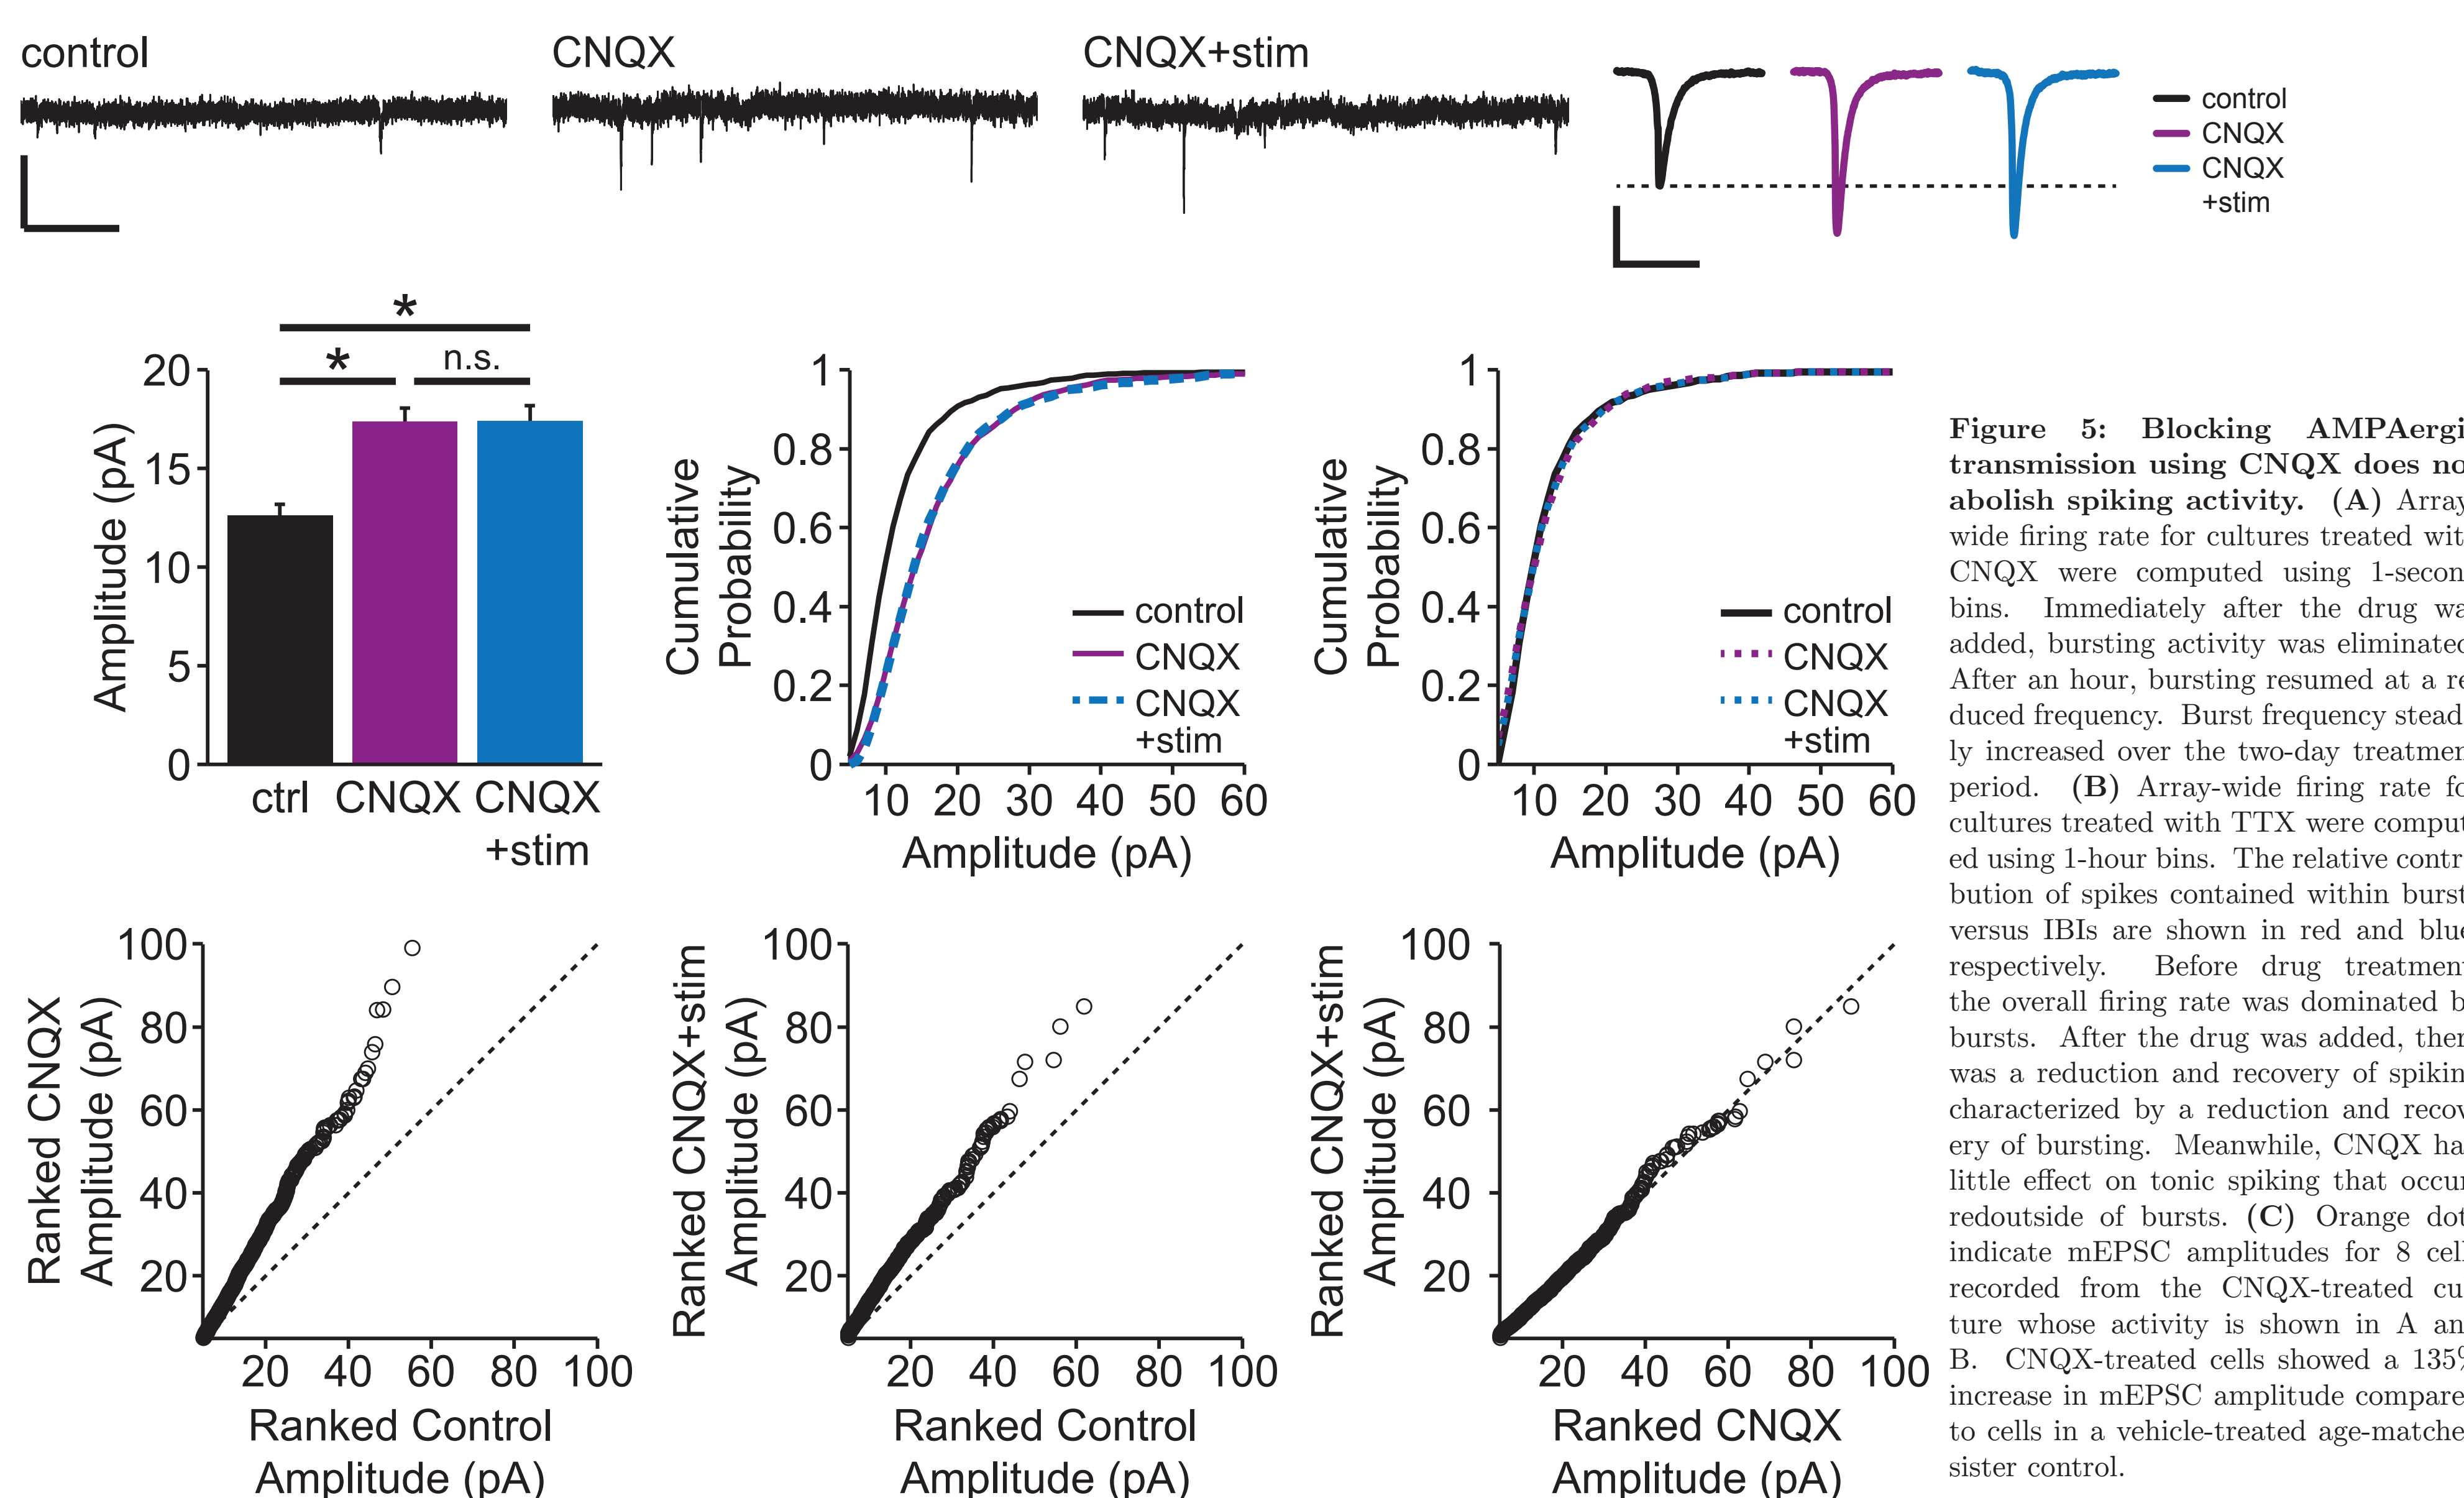 control
CNQX
CNQX+stim
control
CNQX
CNQX
+stim
*
*
n.s.
20
15
10
5
0
Amplitude (pA)
ctrl
CNQX
CNQX
+stim
1
0.8
0.6
0.4
0.2
0
Cumulative
Probability
control
CNQX
CNQX
+stim
10 20 30 40 50 60
Amplitude (pA)
1
0.8
0.6
0.4
0.2
0
Cumulative
Probability
control
CNQX
CNQX
+stim
10 20 30 40 50 60
Amplitude (pA)
100
80
60
40
20
Ranked CNQX
Amplitude (pA)
20 40 60 80 100
Ranked Control
Amplitude (pA)
100
80
60
40
20
Ranked CNQX+stim
Amplitude (pA)
20 40 60 80 100
Ranked Control
Amplitude (pA)
100
80
60
40
20
Ranked CNQX+stim
Amplitude (pA)
20 40 60 80 100
Ranked CNQX
Amplitude (pA)
Figure 5: Blocking AMPAergi
transmission using CNQX does no
abolish spiking activity. (A) Array
wide firing rate for cultures treated wit
CNQX were computed using 1-secon
bins. Immediately after the drug wa
added, bursting activity was eliminated
After an hour, bursting resumed at a re
duced frequency. Burst frequency stead
ly increased over the two-day treatmen
period. (B) Array-wide firing rate fo
cultures treated with TTX were comput
ed using 1-hour bins. The relative contr
bution of spikes contained within burst
versus IBIs are shown in red and blue
respectively. Before drug treatment
the overall firing rate was dominated b
bursts. After the drug was added, ther
was a reduction and recovery of spikin
characterized by a reduction and recov
ery of bursting. Meanwhile, CNQX ha
little effect on tonic spiking that occur
redoutside of bursts. (C) Orange dot
indicate mEPSC amplitudes for 8 cell
recorded from the CNQX-treated cu
ture whose activity is shown in A an
B. CNQX-treated cells showed a 135%
increase in mEPSC amplitude compare
to cells in a vehicle-treated age-matche
sister control.